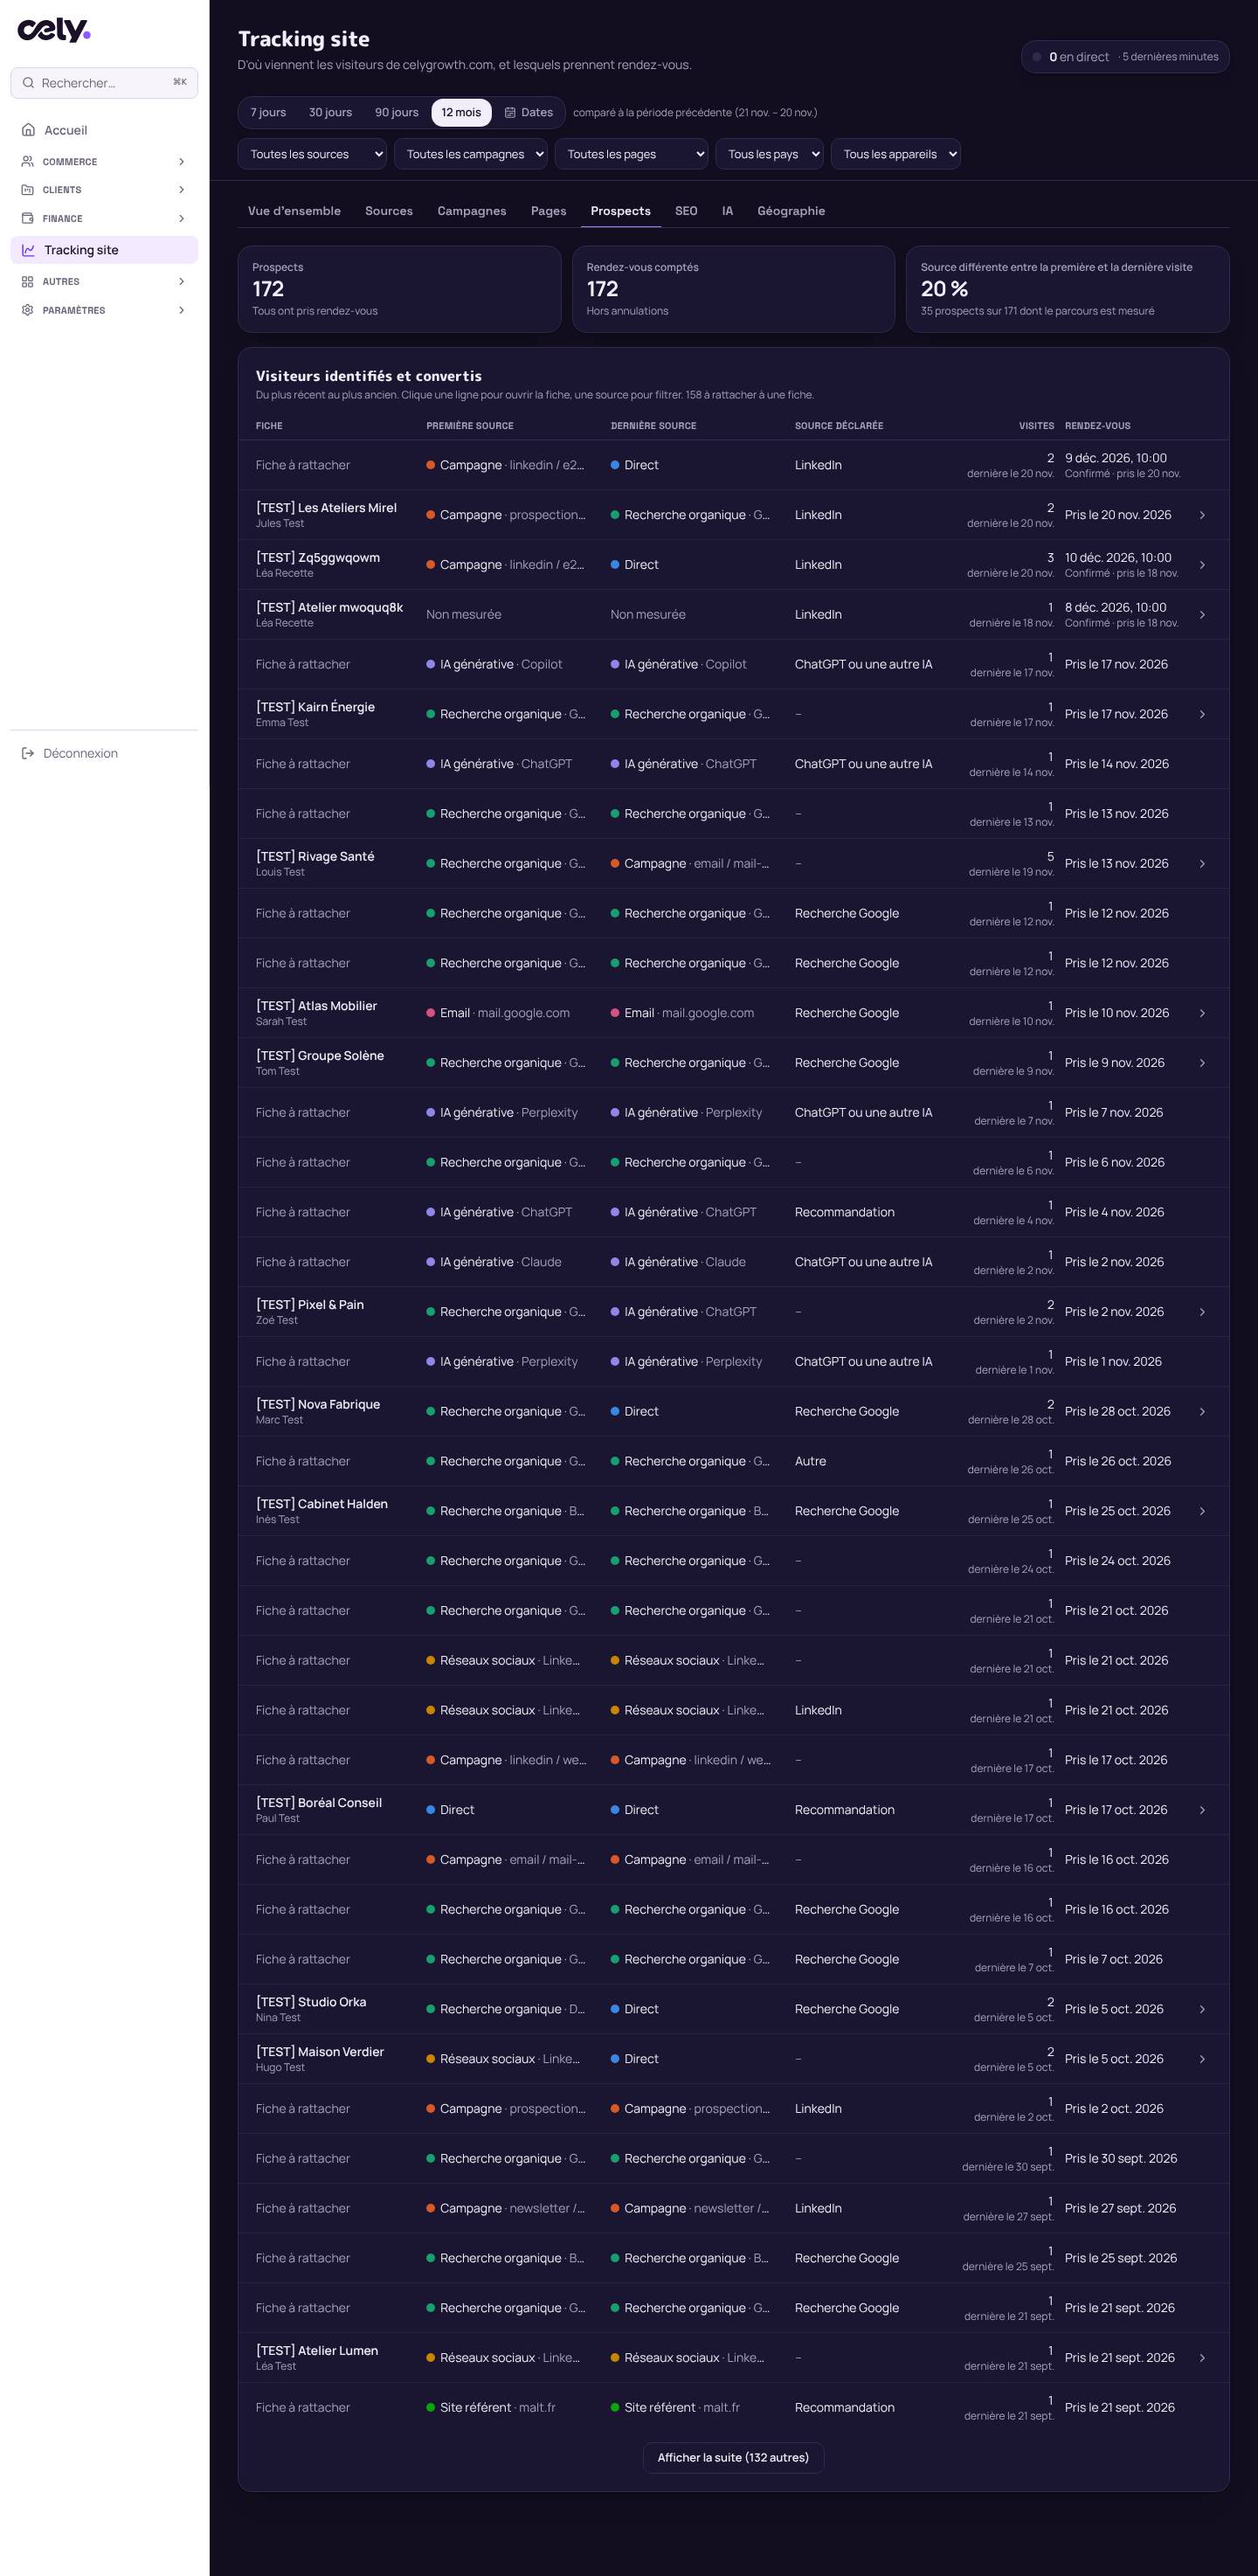 cely.
Rechercher...
⌘K
Accueil
COMMERCE
CLIENTS
FINANCE
Tracking site
AUTRES
PARAMÈTRES
Déconnexion
Tracking site
D'où viennent les visiteurs de celygrowth.com, et lesquels prennent rendez-vous.
0 en direct · 5 dernières minutes
7 jours 30 jours 90 jours 12 mois Dates comparé à la période précédente (21 nov. – 20 nov.)
Toutes les sources Toutes les campagnes Toutes les pages Tous les pays Tous les appareils
Vue d'ensemble Sources Campagnes Pages Prospects SEO IA Géographie
Prospects
172
Tous ont pris rendez-vous
Rendez-vous comptés
172
Hors annulations
Source différente entre la première et la dernière visite
20 %
35 prospects sur 171 dont le parcours est mesuré
Visiteurs identifiés et convertis
Du plus récent au plus ancien. Clique une ligne pour ouvrir la fiche, une source pour filtrer. 158 à rattacher à une fiche.
FICHE PREMIÈRE SOURCE DERNIÈRE SOURCE SOURCE DÉCLARÉE VISITES RENDEZ-VOUS
Fiche à rattacher Campagne · linkedin / e2... Direct LinkedIn 2 9 déc. 2026, 10:00
dernière le 20 nov. Confirmé · pris le 20 nov.
[TEST] Les Ateliers Mirel Campagne · prospection... Recherche organique · G... LinkedIn 2 Pris le 20 nov. 2026
Jules Test dernière le 20 nov.
[TEST] Zq5ggwqowm Campagne · linkedin / e2... Direct LinkedIn 3 10 déc. 2026, 10:00
Léa Recette dernière le 20 nov. Confirmé · pris le 18 nov.
[TEST] Atelier mwoquq8k Non mesurée Non mesurée LinkedIn 1 8 déc. 2026, 10:00
Léa Recette dernière le 18 nov. Confirmé · pris le 18 nov.
Fiche à rattacher IA générative · Copilot IA générative · Copilot ChatGPT ou une autre IA 1 Pris le 17 nov. 2026
dernière le 17 nov.
[TEST] Kairn Énergie Recherche organique · G... Recherche organique · G... – 1 Pris le 17 nov. 2026
Emma Test dernière le 17 nov.
Fiche à rattacher IA générative · ChatGPT IA générative · ChatGPT ChatGPT ou une autre IA 1 Pris le 14 nov. 2026
dernière le 14 nov.
Fiche à rattacher Recherche organique · G... Recherche organique · G... – 1 Pris le 13 nov. 2026
dernière le 13 nov.
[TEST] Rivage Santé Recherche organique · G... Campagne · email / mail-... – 5 Pris le 13 nov. 2026
Louis Test dernière le 19 nov.
Fiche à rattacher Recherche organique · G... Recherche organique · G... Recherche Google 1 Pris le 12 nov. 2026
dernière le 12 nov.
Fiche à rattacher Recherche organique · G... Recherche organique · G... Recherche Google 1 Pris le 12 nov. 2026
dernière le 12 nov.
[TEST] Atlas Mobilier Email · mail.google.com Email · mail.google.com Recherche Google 1 Pris le 10 nov. 2026
Sarah Test dernière le 10 nov.
[TEST] Groupe Solène Recherche organique · G... Recherche organique · G... Recherche Google 1 Pris le 9 nov. 2026
Tom Test dernière le 9 nov.
Fiche à rattacher IA générative · Perplexity IA générative · Perplexity ChatGPT ou une autre IA 1 Pris le 7 nov. 2026
dernière le 7 nov.
Fiche à rattacher Recherche organique · G... Recherche organique · G... – 1 Pris le 6 nov. 2026
dernière le 6 nov.
Fiche à rattacher IA générative · ChatGPT IA générative · ChatGPT Recommandation 1 Pris le 4 nov. 2026
dernière le 4 nov.
Fiche à rattacher IA générative · Claude IA générative · Claude ChatGPT ou une autre IA 1 Pris le 2 nov. 2026
dernière le 2 nov.
[TEST] Pixel & Pain Recherche organique · G... IA générative · ChatGPT – 2 Pris le 2 nov. 2026
Zoé Test dernière le 2 nov.
Fiche à rattacher IA générative · Perplexity IA générative · Perplexity ChatGPT ou une autre IA 1 Pris le 1 nov. 2026
dernière le 1 nov.
[TEST] Nova Fabrique Recherche organique · G... Direct Recherche Google 2 Pris le 28 oct. 2026
Marc Test dernière le 28 oct.
Fiche à rattacher Recherche organique · G... Recherche organique · G... Autre 1 Pris le 26 oct. 2026
dernière le 26 oct.
[TEST] Cabinet Halden Recherche organique · B... Recherche organique · B... Recherche Google 1 Pris le 25 oct. 2026
Inès Test dernière le 25 oct.
Fiche à rattacher Recherche organique · G... Recherche organique · G... – 1 Pris le 24 oct. 2026
dernière le 24 oct.
Fiche à rattacher Recherche organique · G... Recherche organique · G... – 1 Pris le 21 oct. 2026
dernière le 21 oct.
Fiche à rattacher Réseaux sociaux · Linke... Réseaux sociaux · Linke... – 1 Pris le 21 oct. 2026
dernière le 21 oct.
Fiche à rattacher Réseaux sociaux · Linke... Réseaux sociaux · Linke... LinkedIn 1 Pris le 21 oct. 2026
dernière le 21 oct.
Fiche à rattacher Campagne · linkedin / we... Campagne · linkedin / we... – 1 Pris le 17 oct. 2026
dernière le 17 oct.
[TEST] Boréal Conseil Direct Direct Recommandation 1 Pris le 17 oct. 2026
Paul Test dernière le 17 oct.
Fiche à rattacher Campagne · email / mail-... Campagne · email / mail-... – 1 Pris le 16 oct. 2026
dernière le 16 oct.
Fiche à rattacher Recherche organique · G... Recherche organique · G... Recherche Google 1 Pris le 16 oct. 2026
dernière le 16 oct.
Fiche à rattacher Recherche organique · G... Recherche organique · G... Recherche Google 1 Pris le 7 oct. 2026
dernière le 7 oct.
[TEST] Studio Orka Recherche organique · D... Direct Recherche Google 2 Pris le 5 oct. 2026
Nina Test dernière le 5 oct.
[TEST] Maison Verdier Réseaux sociaux · Linke... Direct – 2 Pris le 5 oct. 2026
Hugo Test dernière le 5 oct.
Fiche à rattacher Campagne · prospection... Campagne · prospection... LinkedIn 1 Pris le 2 oct. 2026
dernière le 2 oct.
Fiche à rattacher Recherche organique · G... Recherche organique · G... – 1 Pris le 30 sept. 2026
dernière le 30 sept.
Fiche à rattacher Campagne · newsletter /... Campagne · newsletter /... LinkedIn 1 Pris le 27 sept. 2026
dernière le 27 sept.
Fiche à rattacher Recherche organique · B... Recherche organique · B... Recherche Google 1 Pris le 25 sept. 2026
dernière le 25 sept.
Fiche à rattacher Recherche organique · G... Recherche organique · G... Recherche Google 1 Pris le 21 sept. 2026
dernière le 21 sept.
[TEST] Atelier Lumen Réseaux sociaux · Linke... Réseaux sociaux · Linke... – 1 Pris le 21 sept. 2026
Léa Test dernière le 21 sept.
Fiche à rattacher Site référent · malt.fr Site référent · malt.fr Recommandation 1 Pris le 21 sept. 2026
dernière le 21 sept.
Afficher la suite (132 autres)